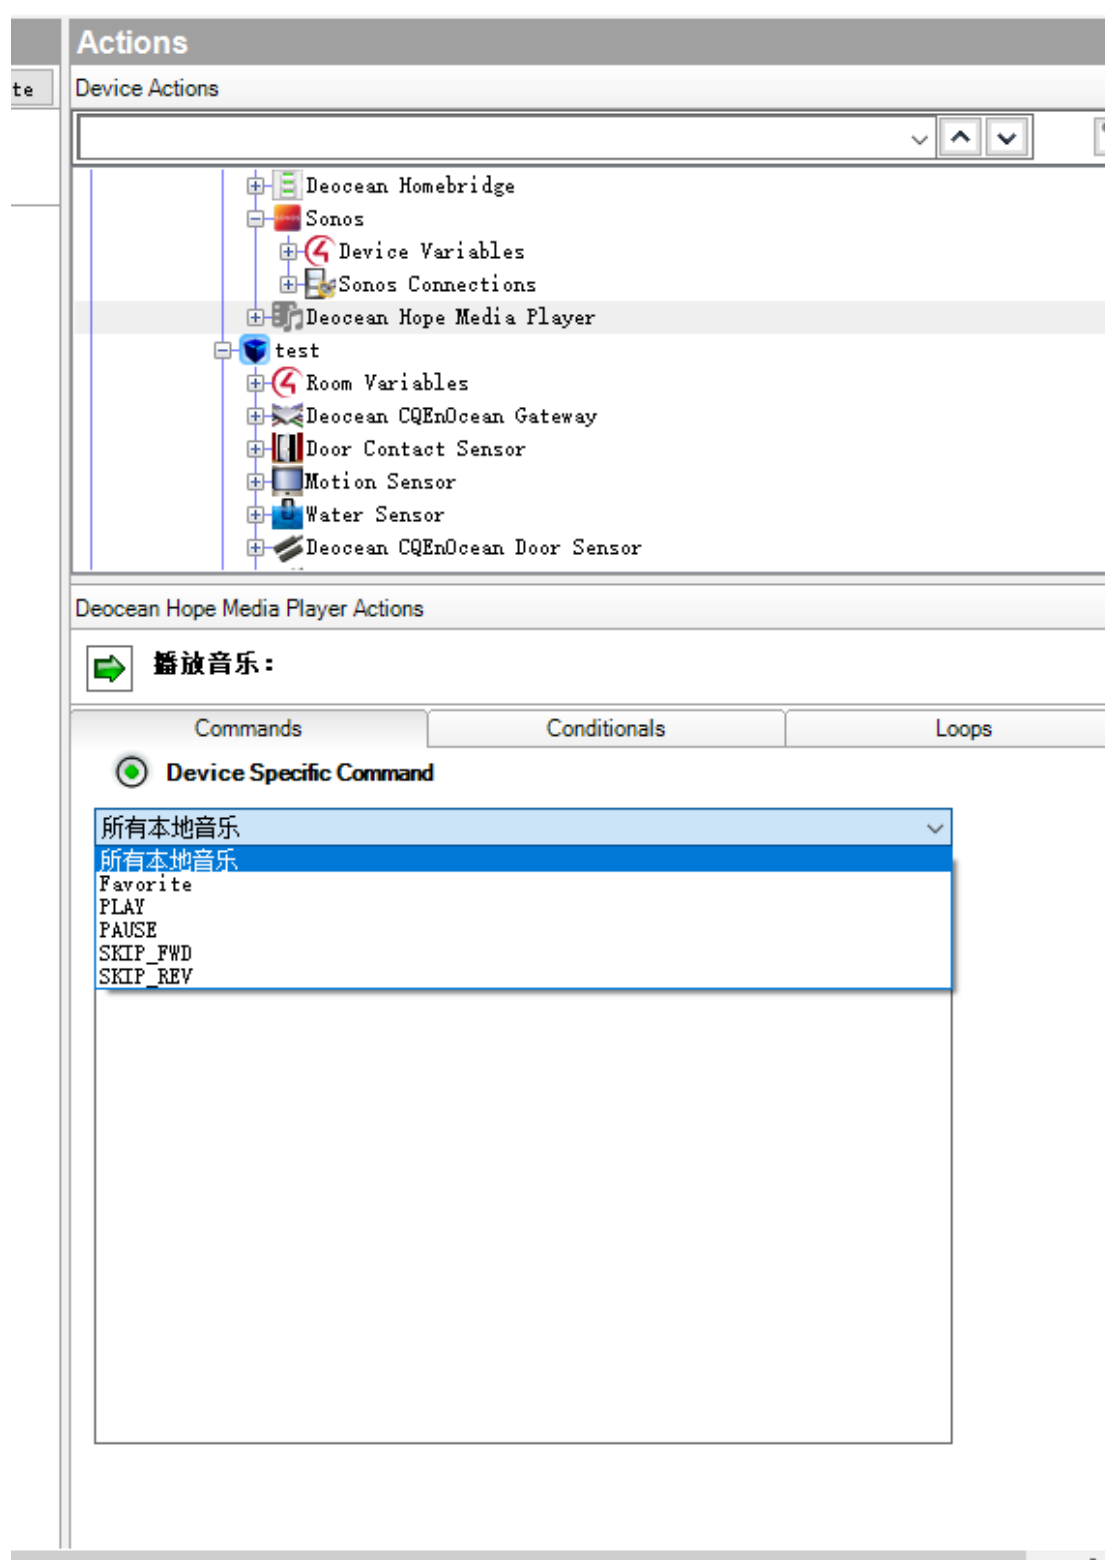 Actions
te
Device Actions
Deocean Homebridge
Sonos
Device Variables
Sonos Connections
Deocean Hope Media Player
test
Room Variables
Deocean CQEnOcean Gateway
Door Contact Sensor
Motion Sensor
Water Sensor
Deocean CQEnOcean Door Sensor
Deocean Hope Media Player Actions
播放音乐：
Commands Conditionals Loops
Device Specific Command
所有本地音乐
所有本地音乐
Favorite
PLAY
PAUSE
SKIP_FWD
SKIP_REV